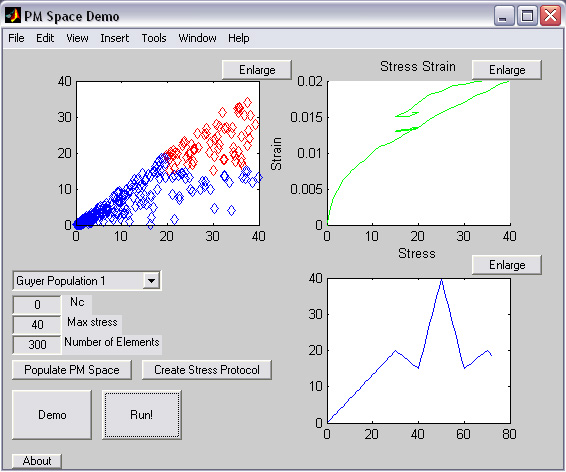 PM Space Demo
File Edit View Insert Tools Window Help
Enlarge
40
30
20
10
0
0 10 20 30 40
Stress Strain
Enlarge
Strain
0.02
0.015
0.01
0.005
0
0 10 20 30 40
Stress
Enlarge
40
30
20
10
0
0 20 40 60 80
Guyer Population 1
0 Nc
40 Max stress
300 Number of Elements
Populate PM Space
Create Stress Protocol
Demo
Run!
About